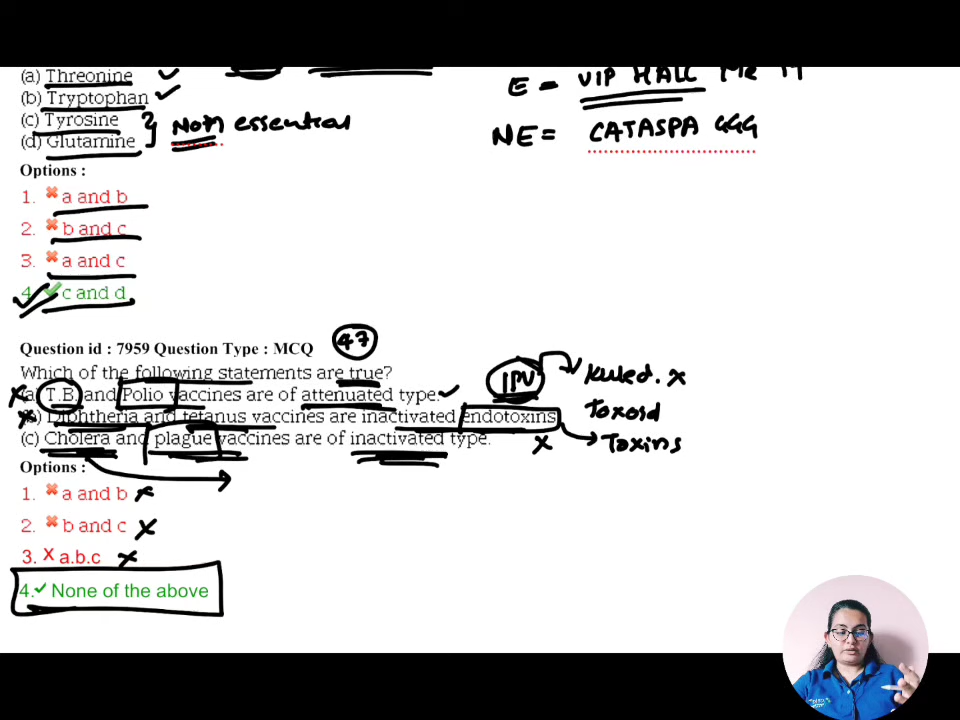 (a) Threonine
(b) Tryptophan
(c) Tyrosine
(d) Glutamine
Non essential
E = VIP HALL
NE = CATASPA GGG
Options :
1. a and b
2. b and c
3. a and c
4. c and d
Question id : 7959 Question Type : MCQ
47
Which of the following statements are true?
(a) T.B. and Polio vaccines are of attenuated type.
IPV
Killed.
(b) Diphtheria and tetanus vaccines are inactivated endotoxins
Toxoid
(c) Cholera and plague vaccines are of inactivated type.
Toxins
Options :
1. a and b
2. b and c
3. a.b.c
4. None of the above